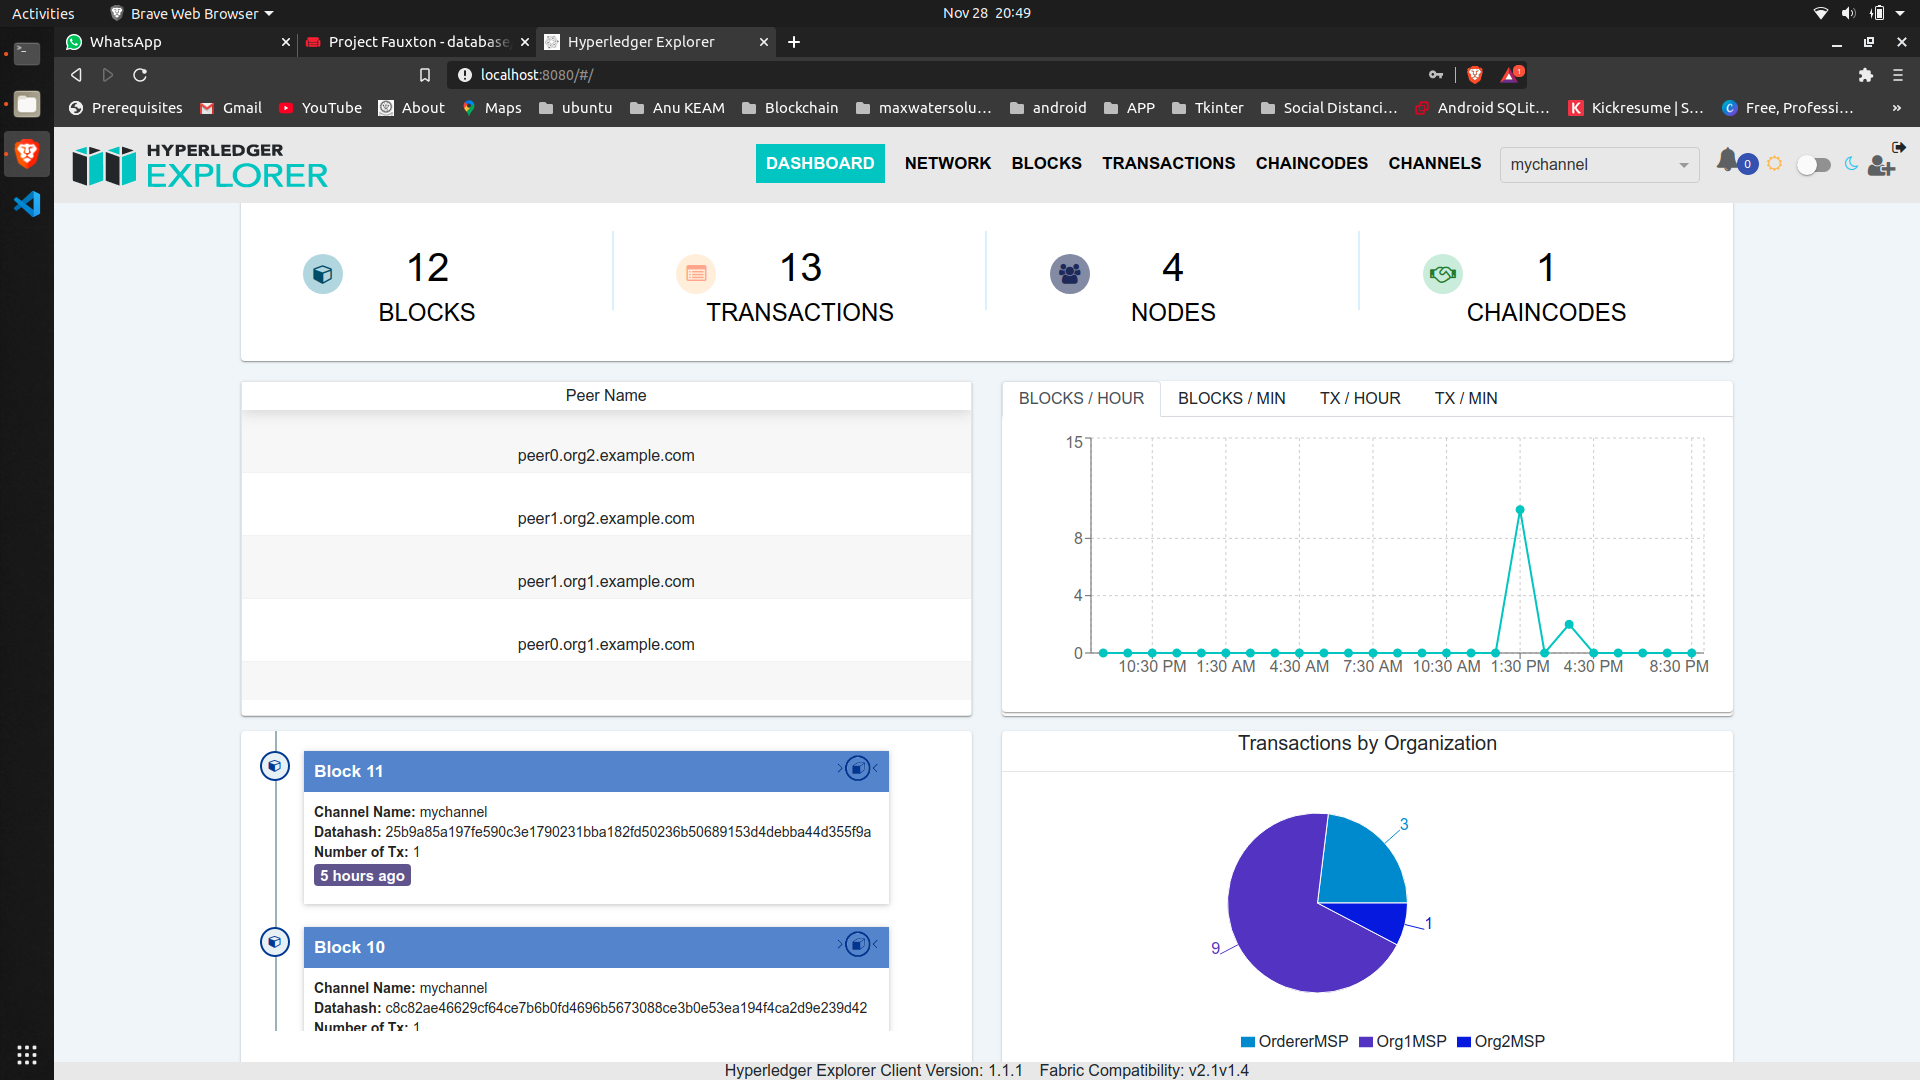 Activities Brave Web Browser Nov 28 20:49
WhatsApp Project Fauxton - database Hyperledger Explorer
localhost:8080/#/ 1
Prerequisites Gmail YouTube About Maps ubuntu Anu KEAM Blockchain maxwatersolu… android APP Tkinter Social Distanci… Android SQLit… Kickresume | S… Free, Professi… »
HYPERLEDGER
EXPLORER
DASHBOARD NETWORK BLOCKS TRANSACTIONS CHAINCODES CHANNELS mychannel 0
12 13 4 1
BLOCKS TRANSACTIONS NODES CHAINCODES
Peer Name
peer0.org2.example.com
peer1.org2.example.com
peer1.org1.example.com
peer0.org1.example.com
BLOCKS / HOUR BLOCKS / MIN TX / HOUR TX / MIN
15
8
4
0
10:30 PM 1:30 AM 4:30 AM 7:30 AM 10:30 AM 1:30 PM 4:30 PM 8:30 PM
Block 11
Channel Name: mychannel
Datahash: 25b9a85a197fe590c3e1790231bba182fd50236b50689153d4debba44d355f9a
Number of Tx: 1
5 hours ago
Block 10
Channel Name: mychannel
Datahash: c8c82ae46629cf64ce7b6b0fd4696b5673088ce3b0e53ea194f4ca2d9e239d42
Number of Tx: 1
Transactions by Organization
3
1
9
OrdererMSP Org1MSP Org2MSP
Hyperledger Explorer Client Version: 1.1.1 Fabric Compatibility: v2.1v1.4